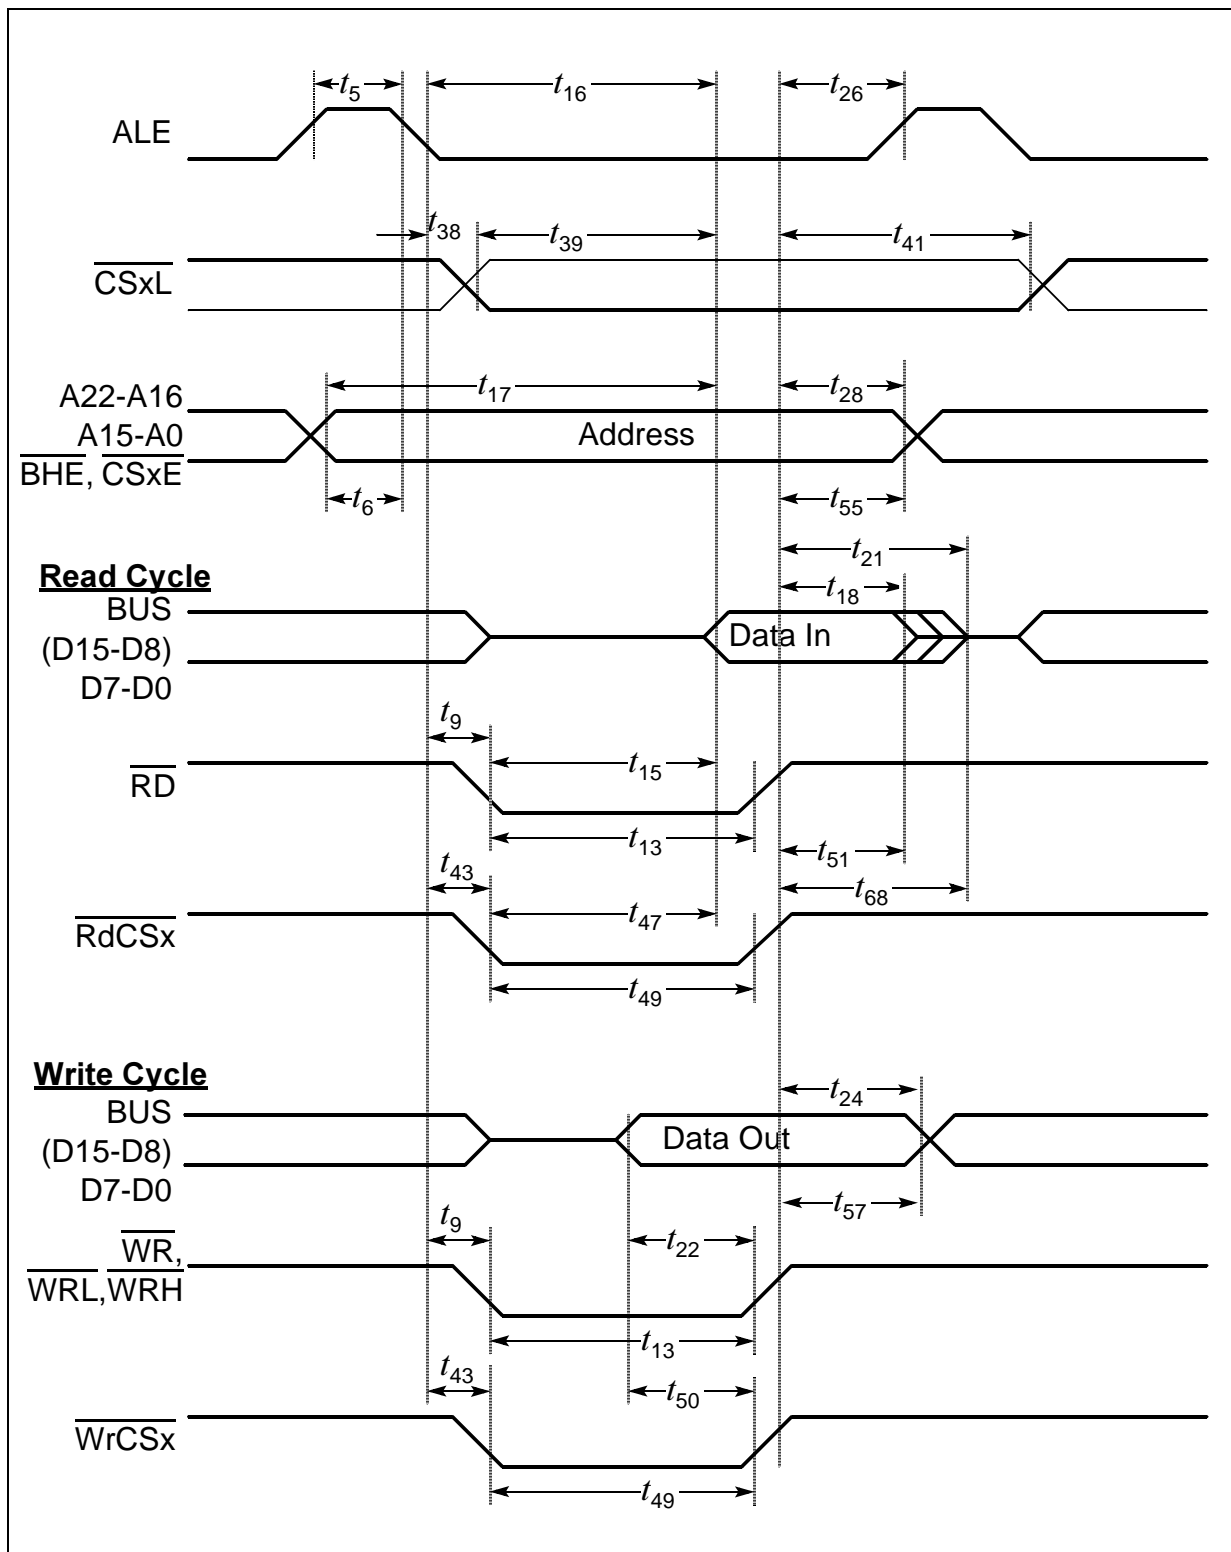 t5 t16 t26
ALE
t38 t39 t41
CSxL
A22-A16
t17 t28
A15-A0
Address
BHE, CSxE
t6 t55
t21
Read Cycle
t18
BUS
Data In
(D15-D8)
D7-D0
t9
t15
RD
t13
t51
t43
t68
t47
RdCSx
t49
Write Cycle
t24
BUS
Data Out
(D15-D8)
D7-D0
t57
t9
t22
WR,
WRL,WRH
t13
t43
t50
WrCSx
t49